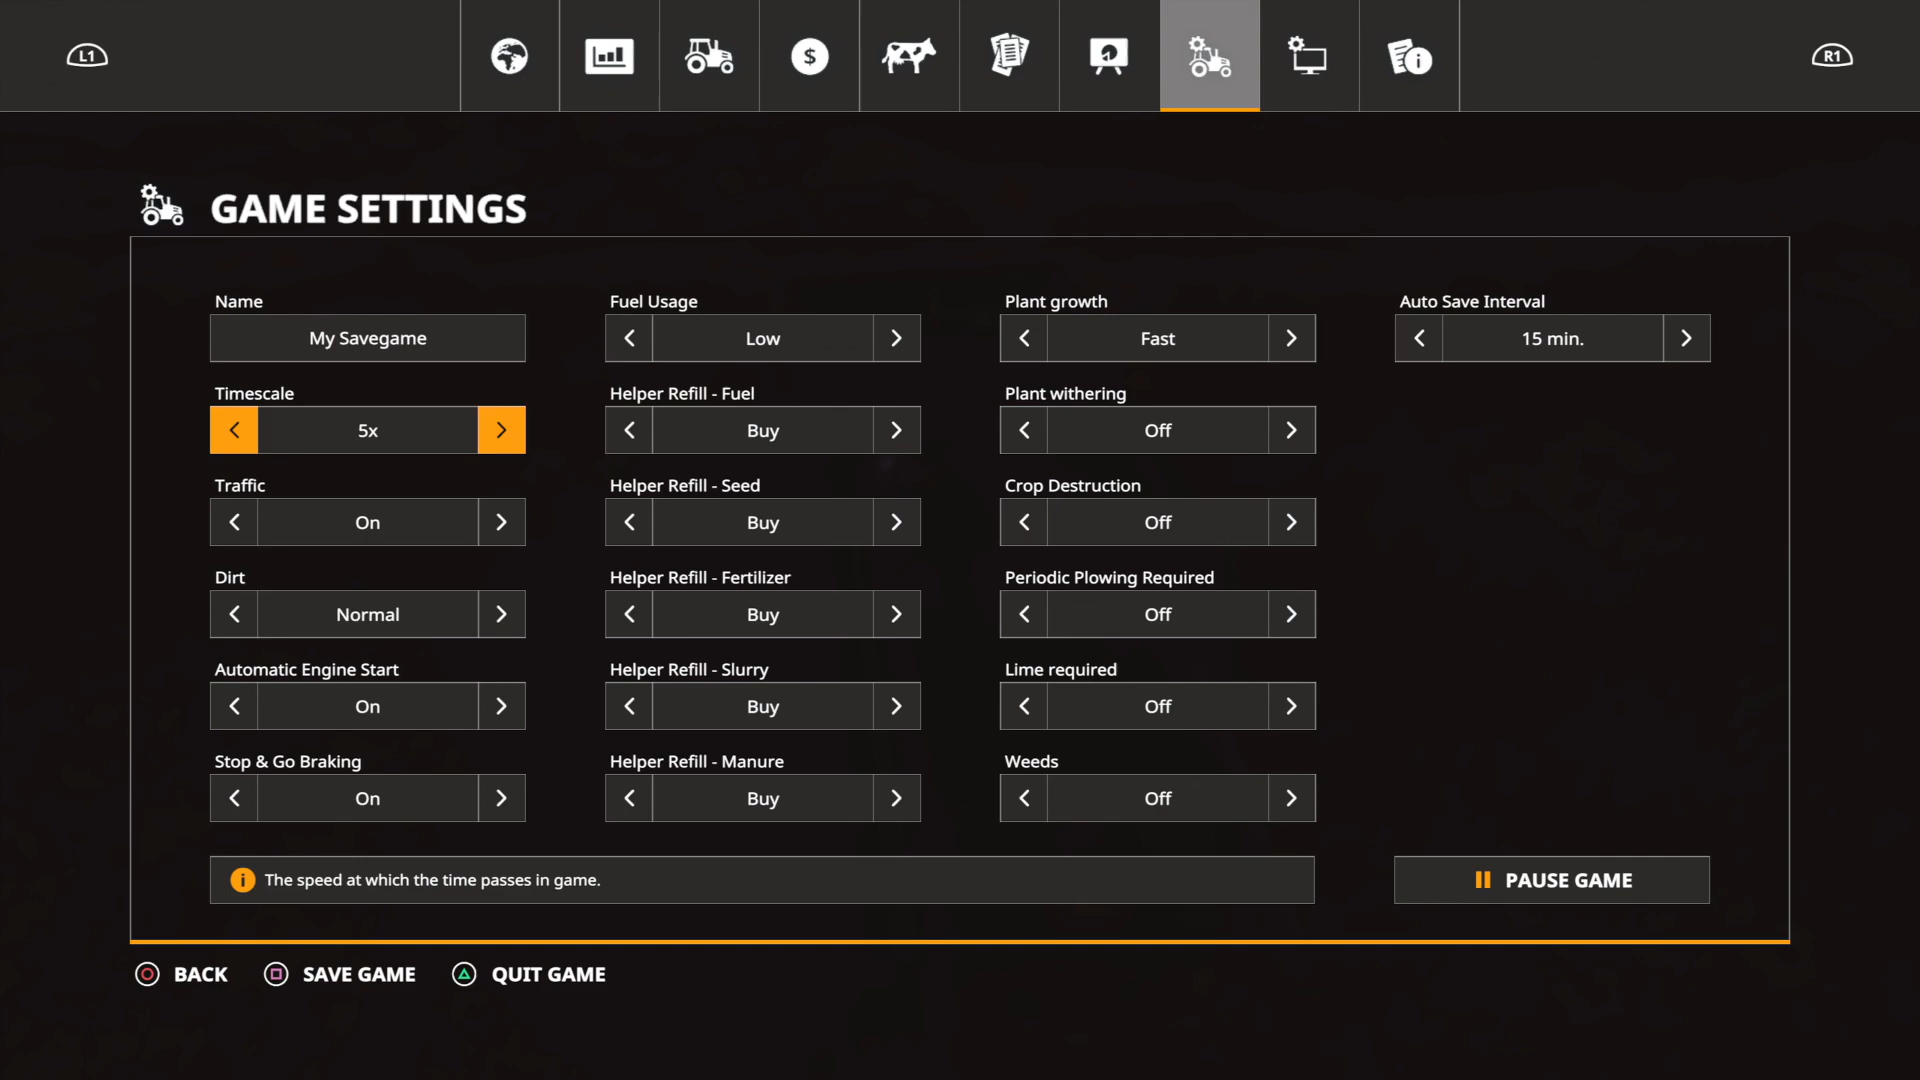 L1
$
R1
GAME SETTINGS
Name
My Savegame
Timescale
5x
Traffic
On
Dirt
Normal
Automatic Engine Start
On
Stop & Go Braking
On
Fuel Usage
Low
Helper Refill - Fuel
Buy
Helper Refill - Seed
Buy
Helper Refill - Fertilizer
Buy
Helper Refill - Slurry
Buy
Helper Refill - Manure
Buy
Plant growth
Fast
Plant withering
Off
Crop Destruction
Off
Periodic Plowing Required
Off
Lime required
Off
Weeds
Off
Auto Save Interval
15 min.
The speed at which the time passes in game.
PAUSE GAME
BACK
SAVE GAME
QUIT GAME